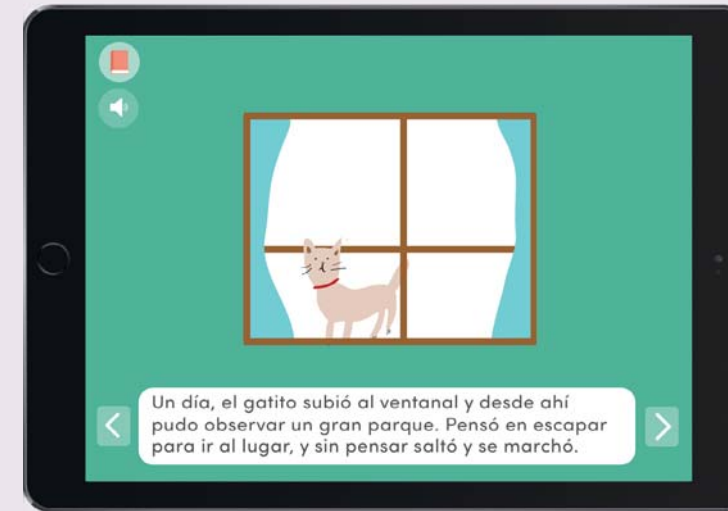 Un día, el gatito subió al ventanal y desde ahí
pudo observar un gran parque. Pensó en escapar
para ir al lugar, y sin pensar saltó y se marchó.